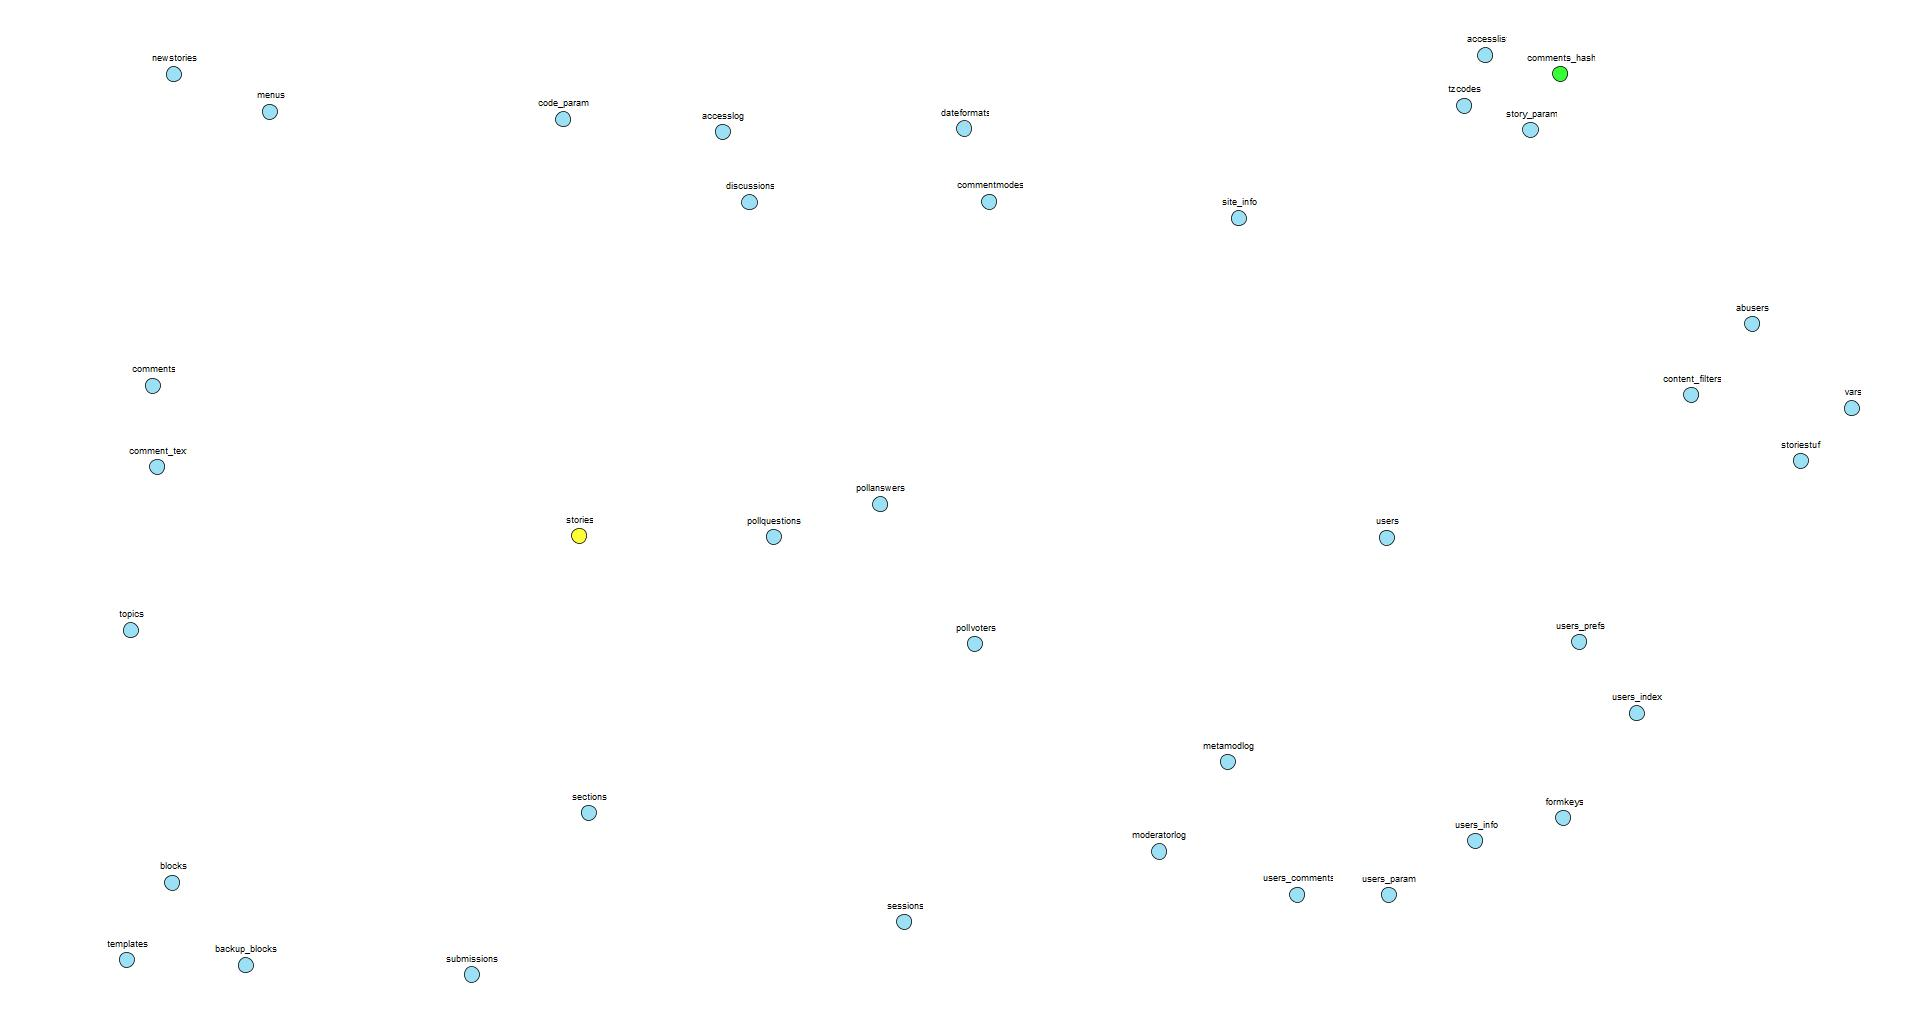 accesslis
newstories
comments_hash
tzcodes
menus
code_param
dateformats
story_param
accesslog
commentmodes
discussions
site_info
abusers
comments
content_filters
vars
storiestuf
comment_tex
pollanswers
stories
pollquestions
users
topics
users_prefs
pollvoters
users_index
metamodlog
sections
formkeys
users_info
moderatorlog
blocks
users_comments
users_param
sessions
templates
backup_blocks
submissions